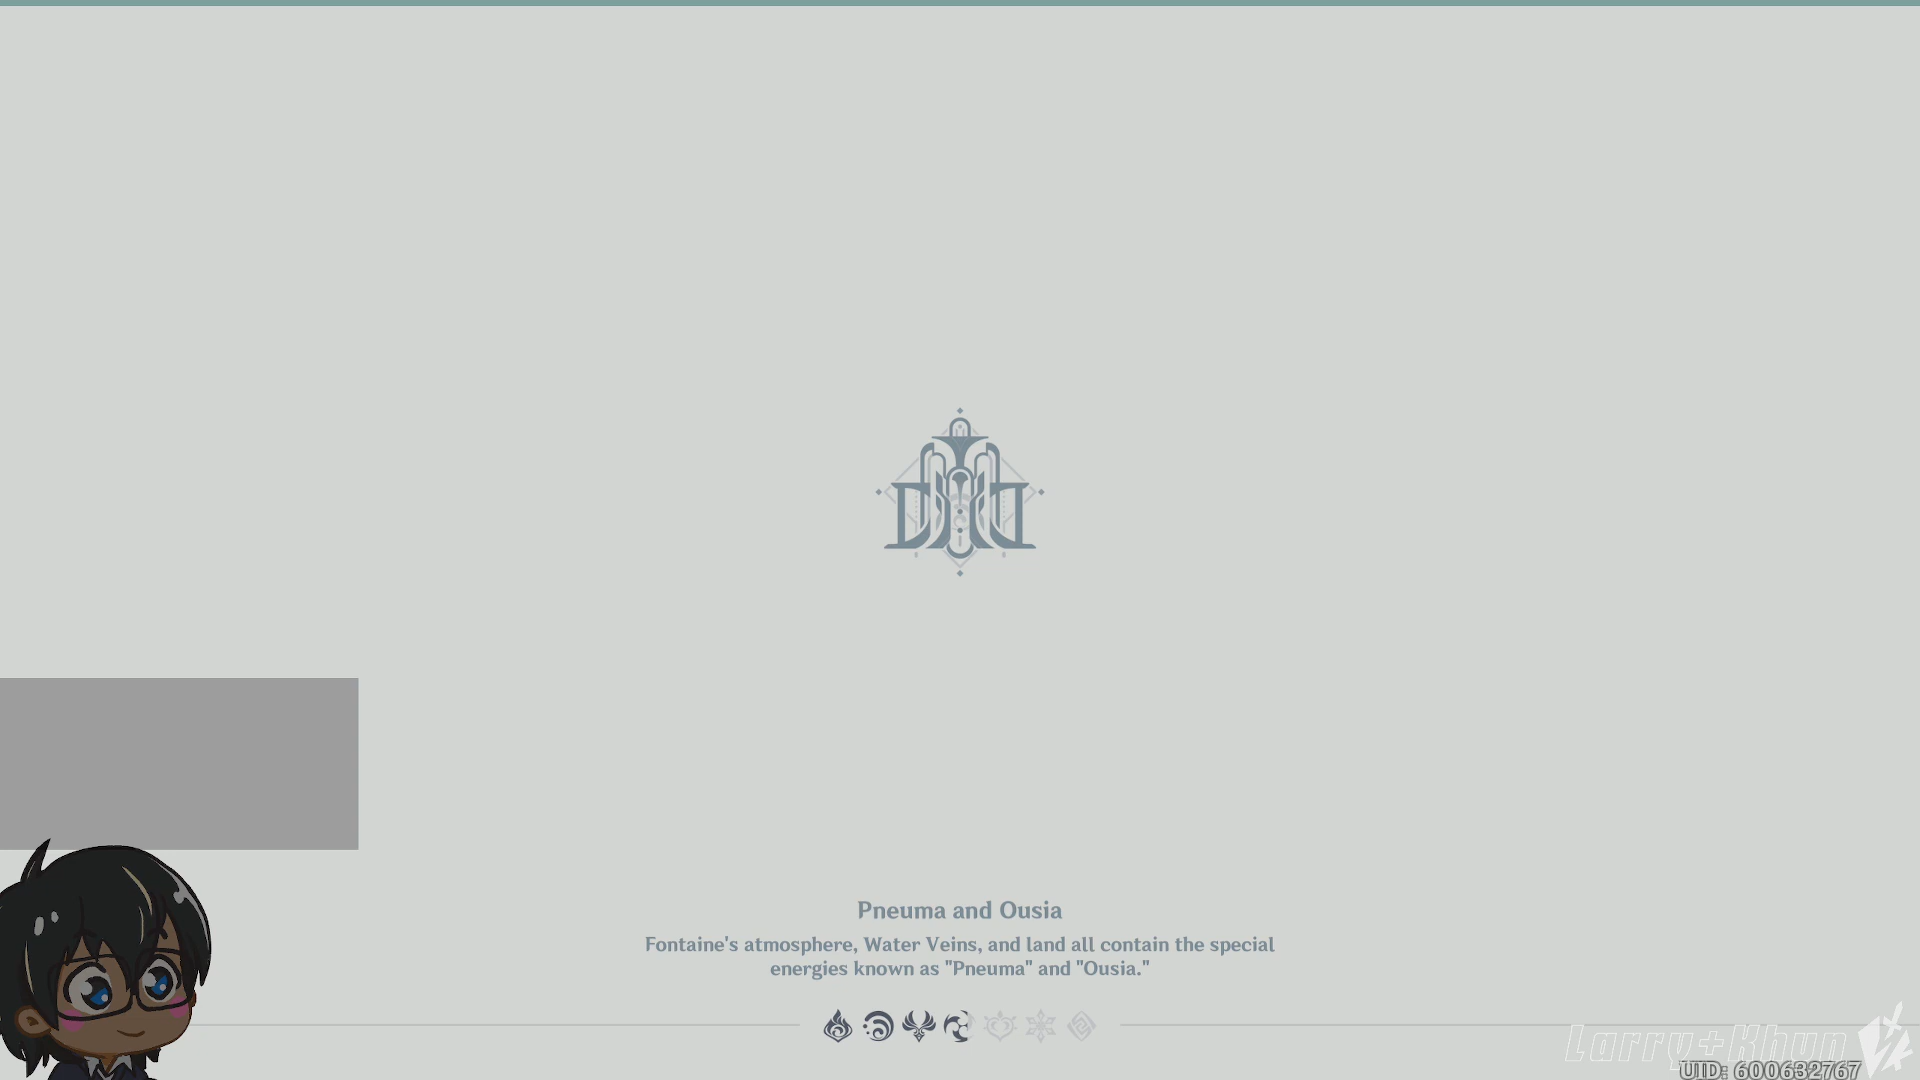 Pneuma and Ousia
Fontaine's atmosphere, Water Veins, and land all contain the special
energies known as "Pneuma" and "Ousia."
Larry+Khun
UID: 600632767